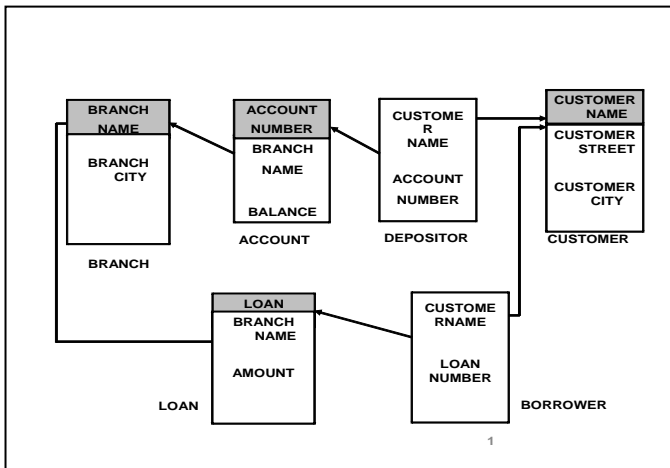 BRANCH
NAME
BRANCH
CITY
BRANCH
ACCOUNT
NUMBER
BRANCH
NAME
BALANCE
ACCOUNT
CUSTOME
R
NAME
ACCOUNT
NUMBER
DEPOSITOR
CUSTOMER
NAME
CUSTOMER
STREET
CUSTOMER
CITY
CUSTOMER
LOAN
BRANCH
NAME
AMOUNT
LOAN
CUSTOME
RNAME
LOAN
NUMBER
BORROWER
1